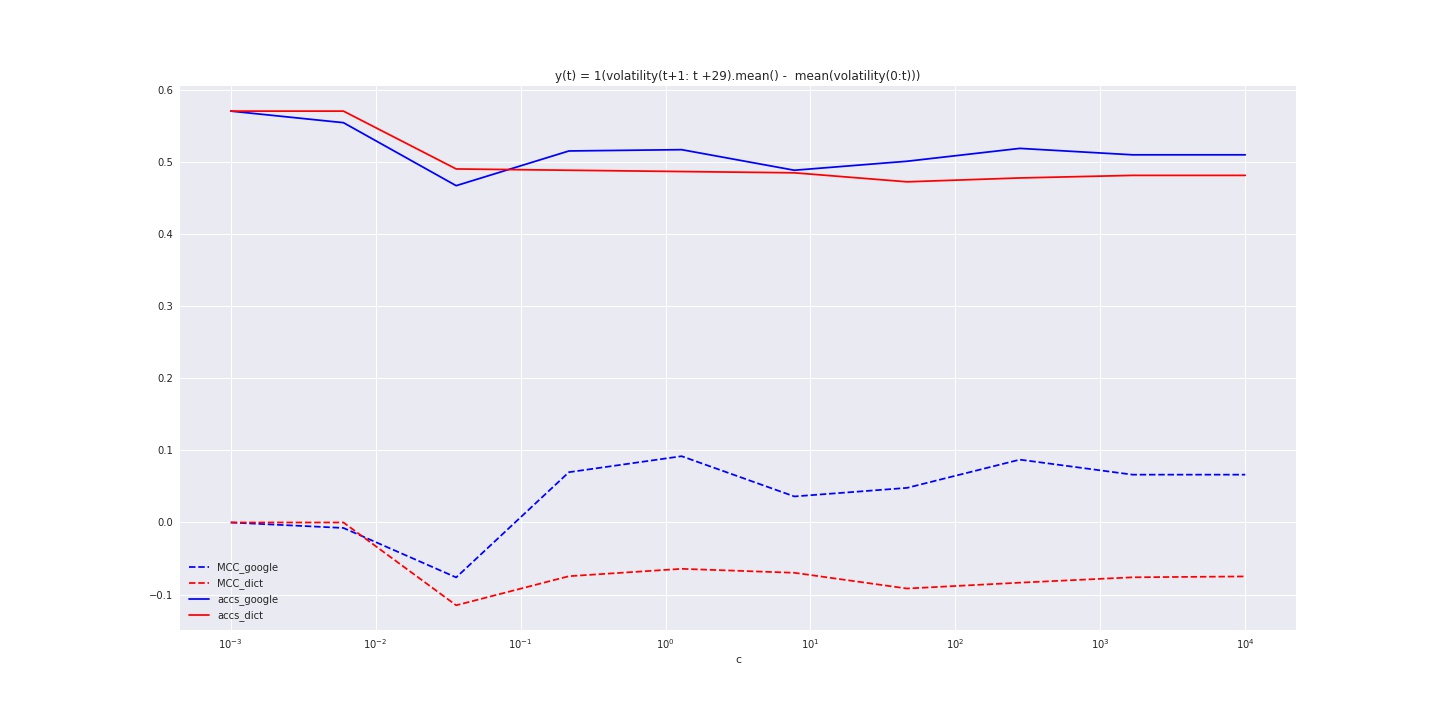 y(t) = 1(volatility(t+1: t +29).mean() -  mean(volatility(0:t)))
0.6
0.5
0.4
0.3
0.2
0.1
0.0
−0.1
MCC_google
MCC_dict
accs_google
accs_dict
10⁻³ 10⁻² 10⁻¹ 10⁰ 10¹ 10² 10³ 10⁴
c